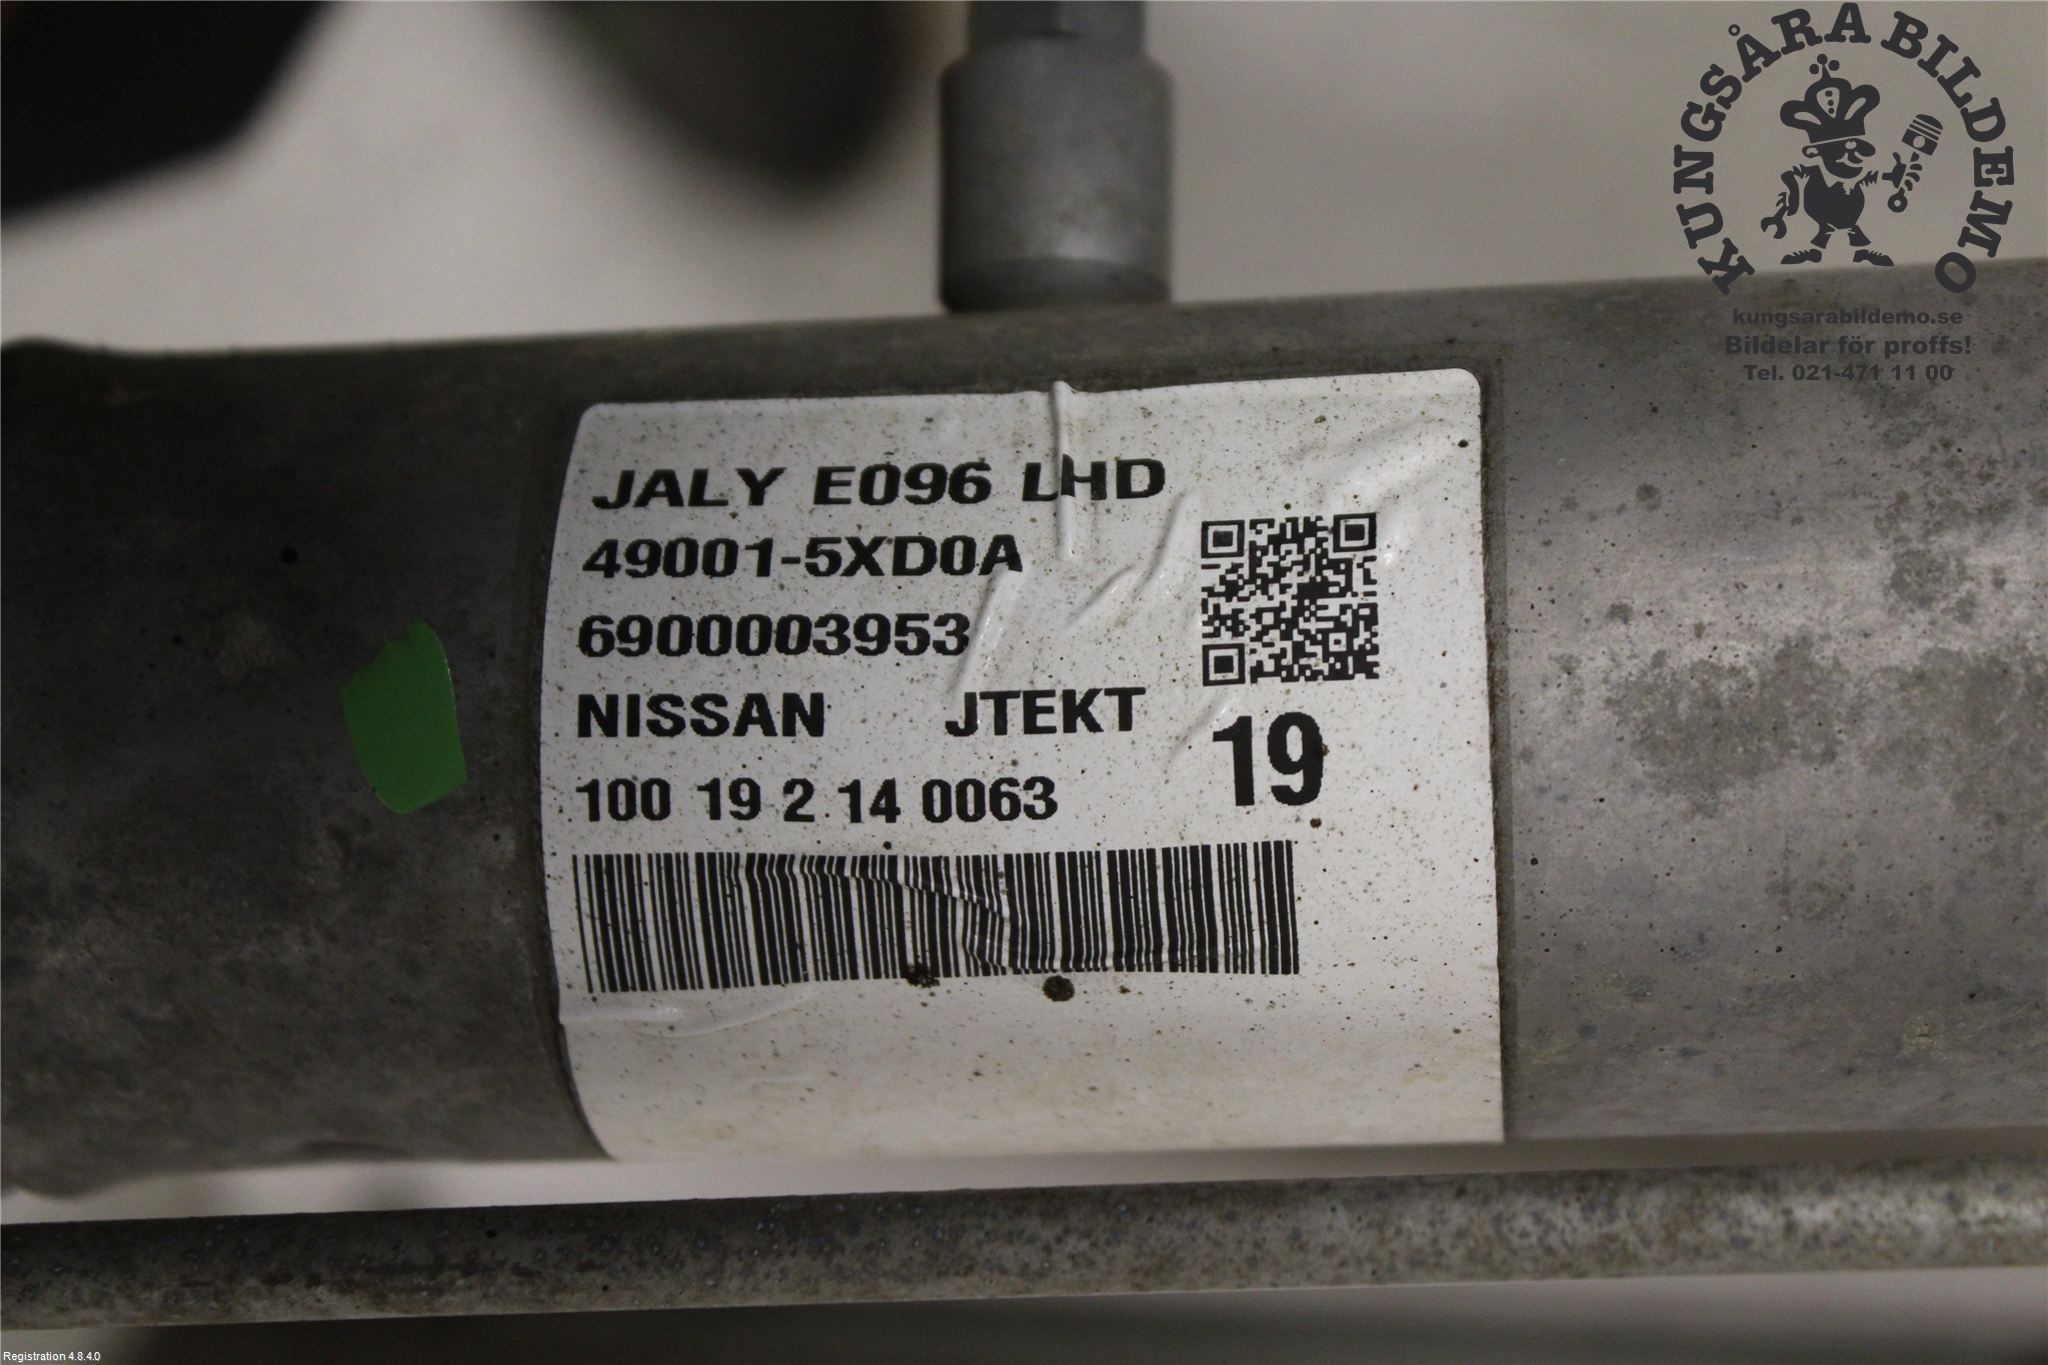 KUNGSÅRA BILDEMO
kungsarabildemo.se
Bildelar för proffs!
Tel. 021-471 11 00
JALY E096 LHD
49001-5XD0A
6900003953
NISSAN JTEKT
19
100 19 2 14 0063
Registration 4.8.4.0